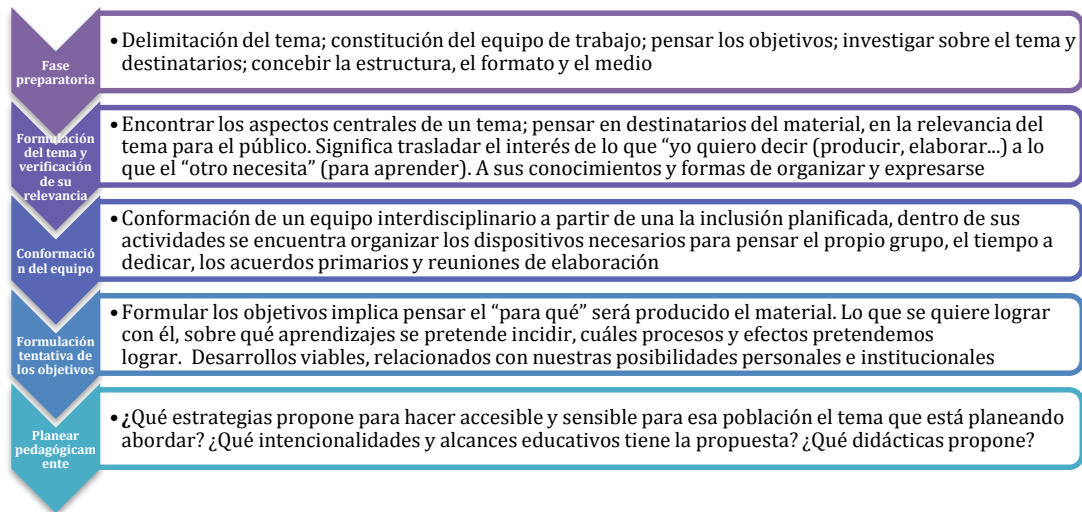 Fase
preparatoria
• Delimitación del tema; constitución del equipo de trabajo; pensar los objetivos; investigar sobre el tema y
destinatarios; concebir la estructura, el formato y el medio
Formulación
del tema y
verificación
de su
relevancia
• Encontrar los aspectos centrales de un tema; pensar en destinatarios del material, en la relevancia del
tema para el público. Significa trasladar el interés de lo que “yo quiero decir (producir, elaborar...) a lo
que el “otro necesita” (para aprender). A sus conocimientos y formas de organizar y expresarse
Conformació
n del equipo
• Conformación de un equipo interdisciplinario a partir de una la inclusión planificada, dentro de sus
actividades se encuentra organizar los dispositivos necesarios para pensar el propio grupo, el tiempo a
dedicar, los acuerdos primarios y reuniones de elaboración
Formulación
tentativa de
los objetivos
• Formular los objetivos implica pensar el “para qué” será producido el material. Lo que se quiere lograr
con él, sobre qué aprendizajes se pretende incidir, cuáles procesos y efectos pretendemos
lograr. Desarrollos viables, relacionados con nuestras posibilidades personales e institucionales
Planear
pedagógicam
ente
• ¿Qué estrategias propone para hacer accesible y sensible para esa población el tema que está planeando
abordar? ¿Qué intencionalidades y alcances educativos tiene la propuesta? ¿Qué didácticas propone?